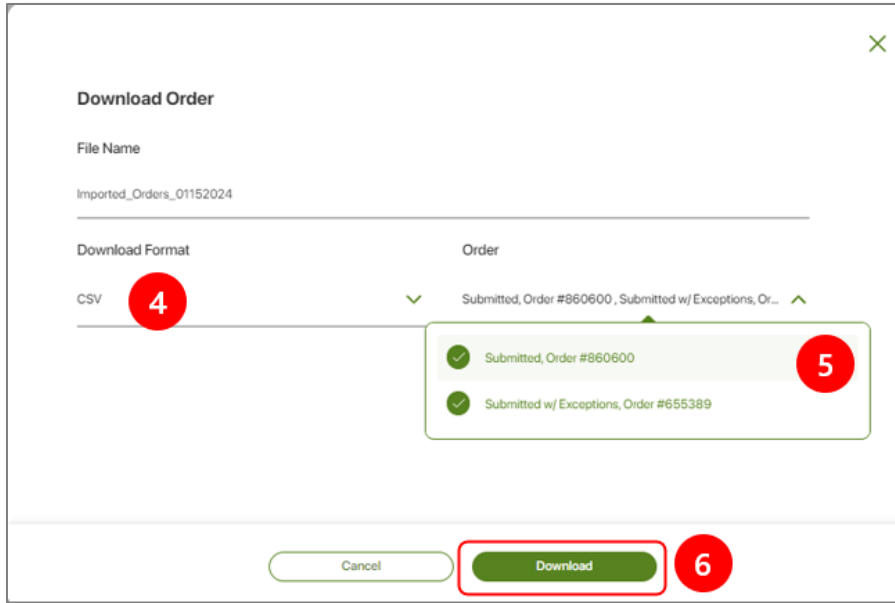 Download Order
File Name
Imported_Orders_01152024
Download Format
Order
CSV
4
Submitted, Order #860600 , Submitted w/ Exceptions, Or...
Submitted, Order #860600
5
Submitted w/ Exceptions, Order #655389
Cancel
Download
6